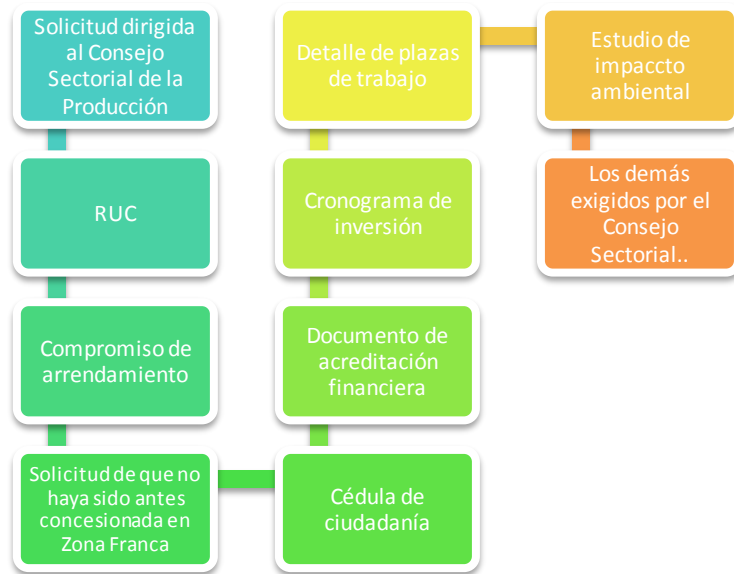 Solicitud dirigida
al Consejo
Sectorial de la
Producción
RUC
Compromiso de
arrendamiento
Solicitud de que no
haya sido antes
concesionada en
Zona Franca
Cédula de
ciudadanía
Documento de
acreditación
financiera
Cronograma de
inversión
Detalle de plazas
de trabajo
Estudio de
impaccto
ambiental
Los demás
exigidos por el
Consejo
Sectorial..